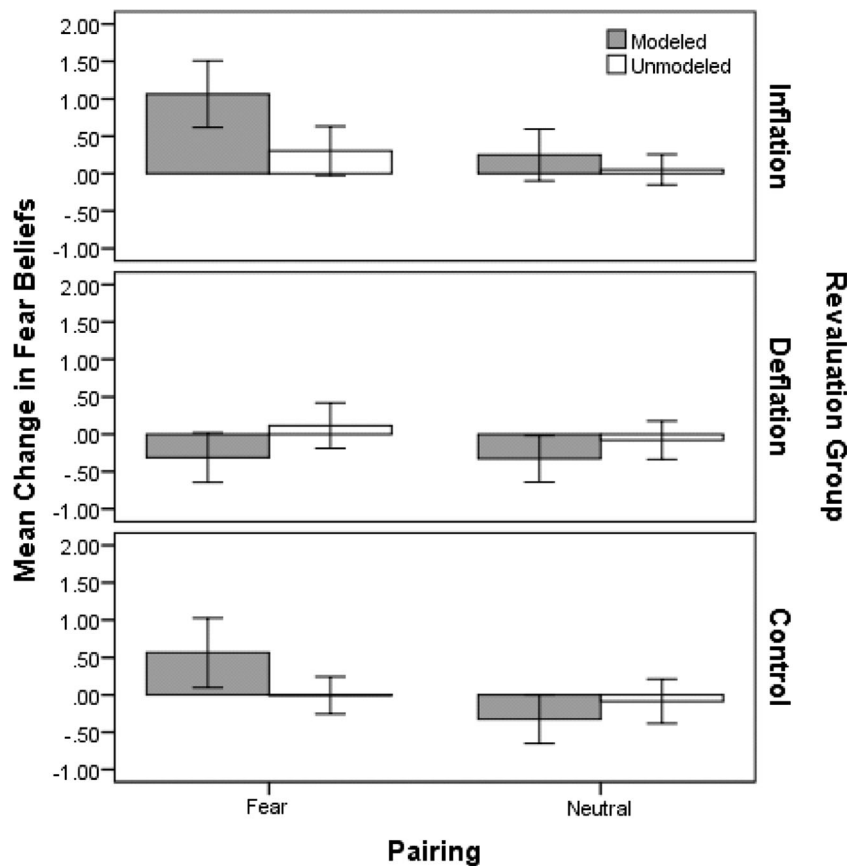 Mean Change in Fear Beliefs
2.00
1.50
1.00
.50
.00
-.50
-1.00
Modeled
Unmodeled
Inflation
2.00
1.50
1.00
.50
.00
-.50
-1.00
Deflation
2.00
1.50
1.00
.50
.00
-.50
-1.00
Control
Revaluation Group
Fear
Neutral
Pairing